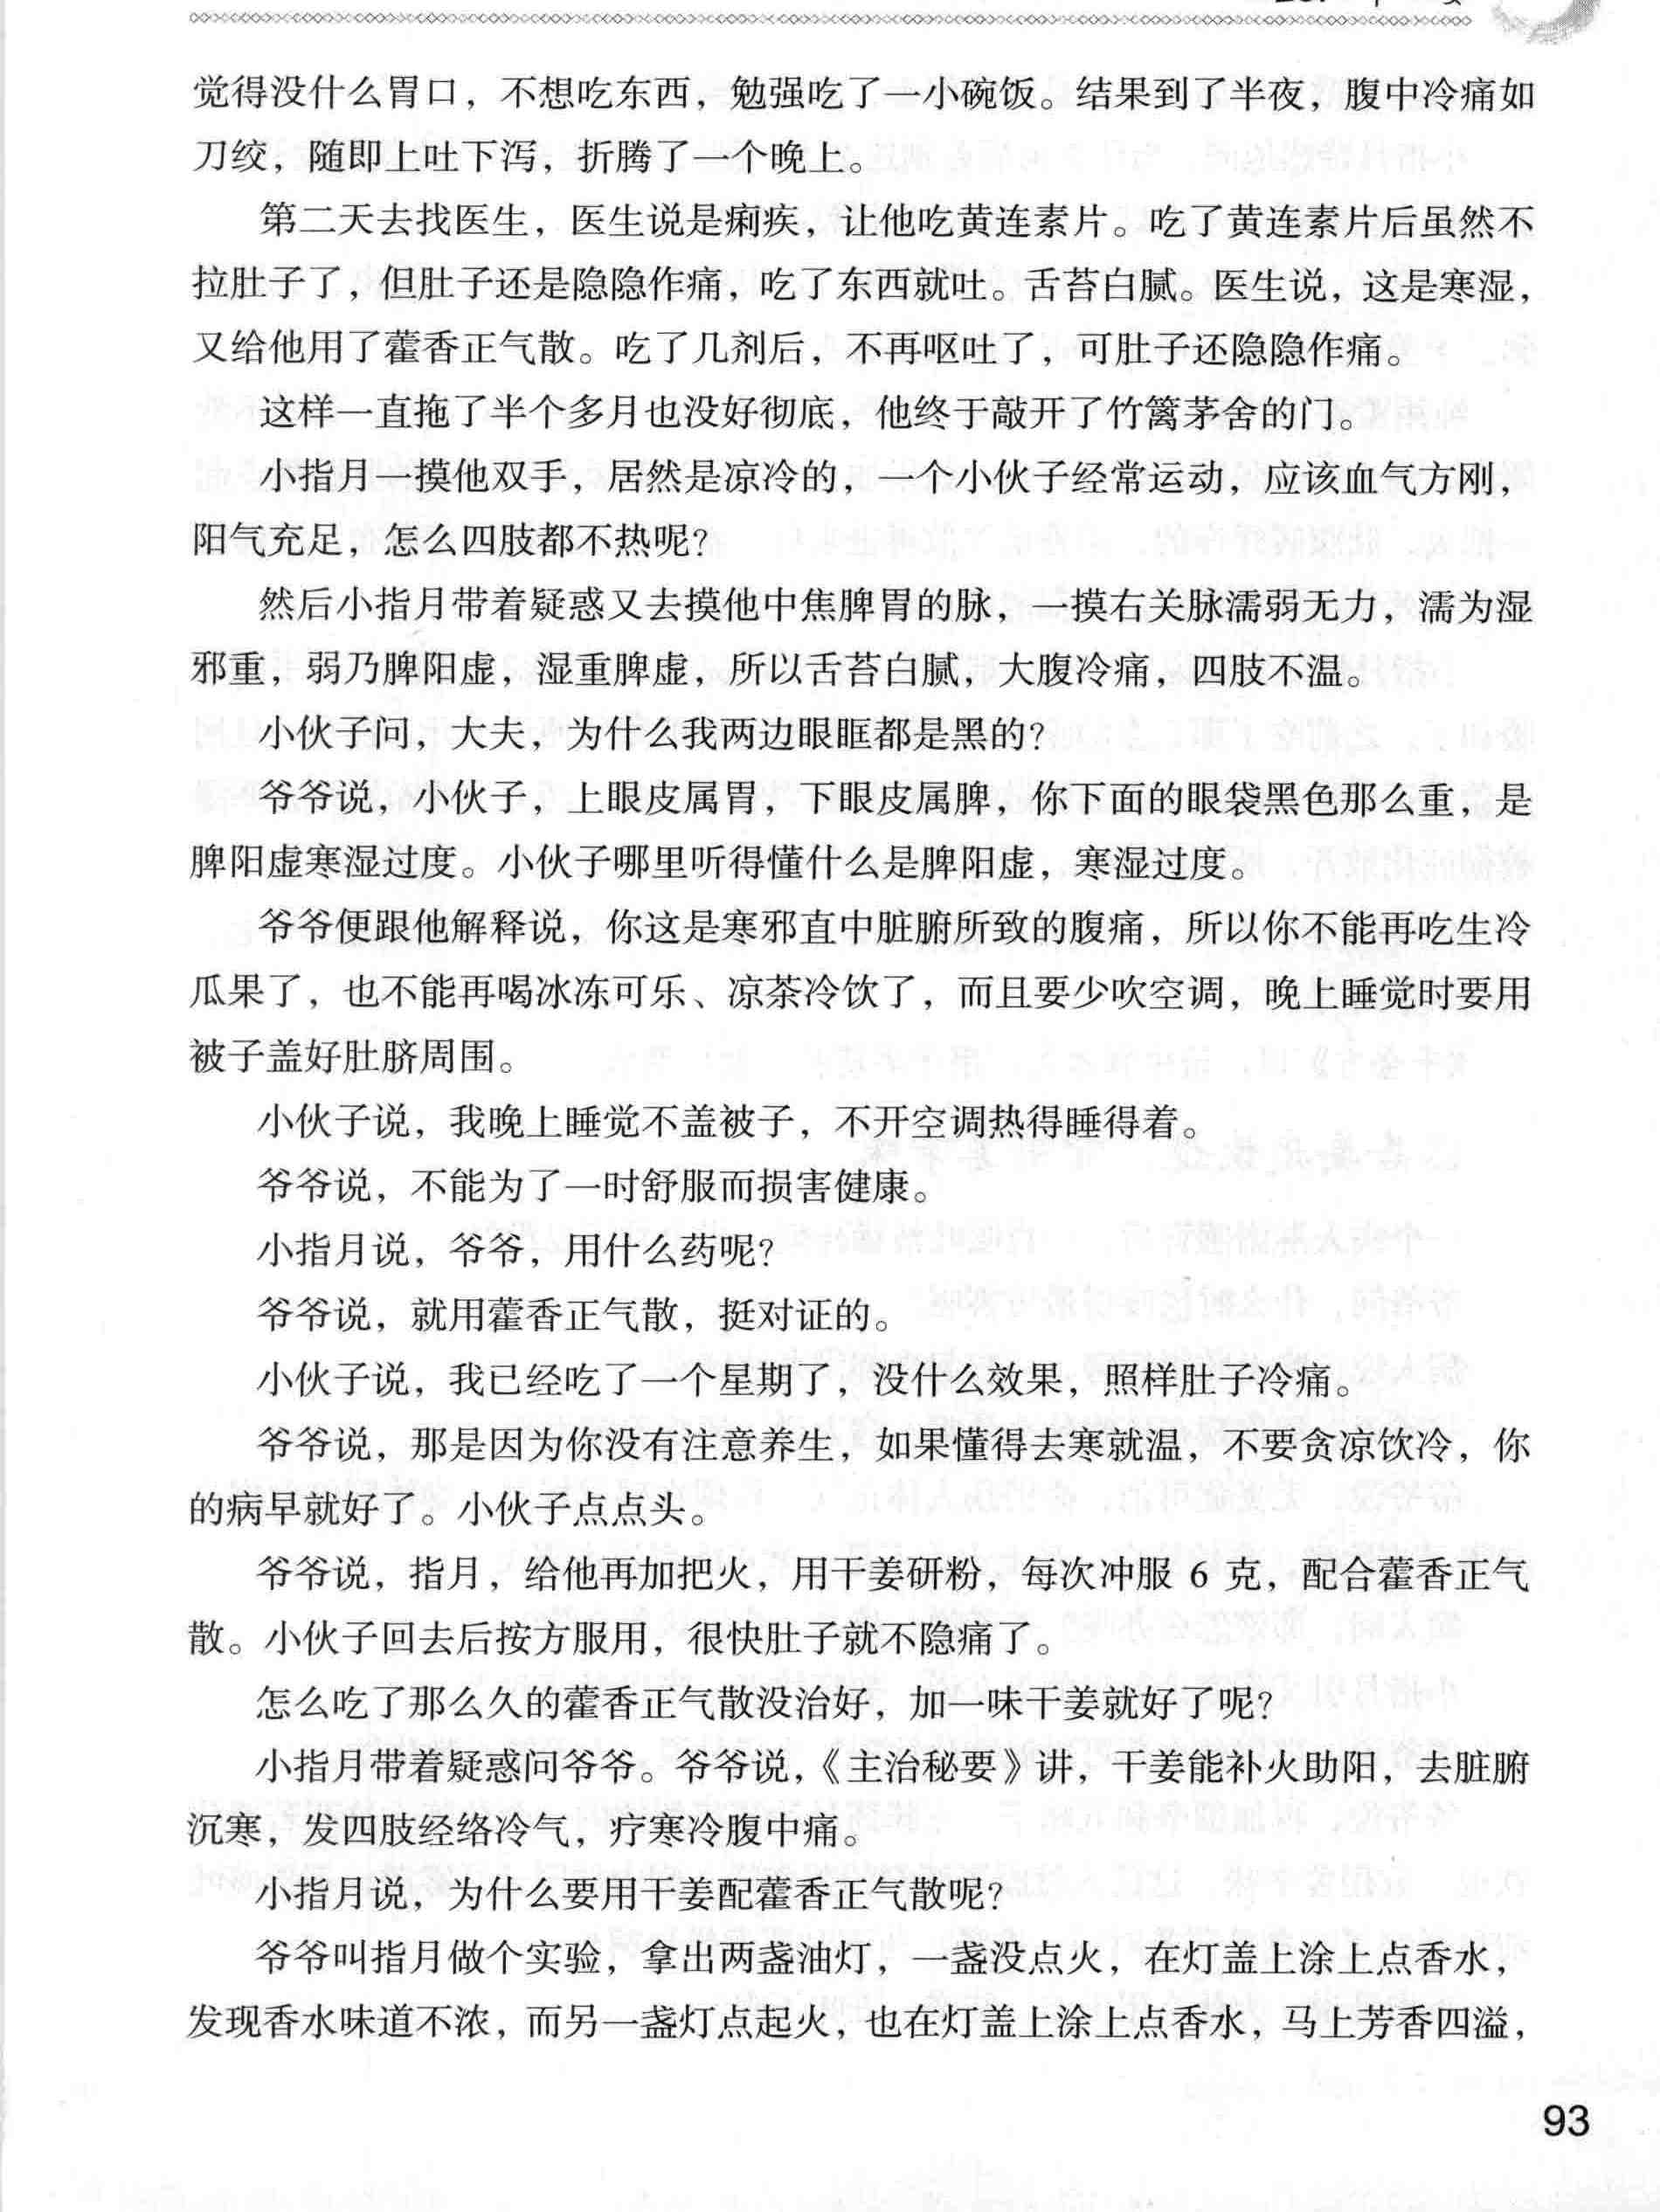 觉得没什么胃口，不想吃东西，勉强吃了一小碗饭。结果到了半夜，腹中冷痛如
刀绞，随即上吐下泻，折腾了一个晚上。
第二天去找医生，医生说是痢疾，让他吃黄连素片。吃了黄连素片后虽然不
拉肚子了，但肚子还是隐隐作痛，吃了东西就吐。舌苔白腻。医生说，这是寒湿，
又给他用了藿香正气散。吃了几剂后，不再呕吐了，可肚子还隐隐作痛。
这样一直拖了半个多月也没好彻底，他终于敲开了竹篱茅舍的门。
小指月一摸他双手，居然是凉冷的，一个小伙子经常运动，应该血气方刚，
阳气充足，怎么四肢都不热呢？
然后小指月带着疑惑又去摸他中焦脾胃的脉，一摸右关脉濡弱无力，濡为湿
邪重，弱乃脾阳虚，湿重脾虚，所以舌苔白腻，大腹冷痛，四肢不温。
小伙子问，大夫，为什么我两边眼眶都是黑的？
爷爷说，小伙子，上眼皮属胃，下眼皮属脾，你下面的眼袋黑色那么重，是
脾阳虚寒湿过度。小伙子哪里听得懂什么是脾阳虚，寒湿过度。
爷爷便跟他解释说，你这是寒邪直中脏腑所致的腹痛，所以你不能再吃生冷
瓜果了，也不能再喝冰冻可乐、凉茶冷饮了，而且要少吹空调，晚上睡觉时要用
被子盖好肚脐周围。
小伙子说，我晚上睡觉不盖被子，不开空调热得睡得着。
爷爷说，不能为了一时舒服而损害健康。
小指月说，爷爷，用什么药呢？
爷爷说，就用藿香正气散，挺对证的。
小伙子说，我已经吃了一个星期了，没什么效果，照样肚子冷痛。
爷爷说，那是因为你没有注意养生，如果懂得去寒就温，不要贪凉饮冷，你
的病早就好了。小伙子点点头。
爷爷说，指月，给他再加把火，用干姜研粉，每次冲服 6 克，配合藿香正气
散。小伙子回去后按方服用，很快肚子就不隐痛了。
怎么吃了那么久的藿香正气散没治好，加一味干姜就好了呢？
小指月带着疑惑问爷爷。爷爷说，《主治秘要》讲，干姜能补火助阳，去脏腑
沉寒，发四肢经络冷气，疗寒冷腹中痛。
小指月说，为什么要用干姜配藿香正气散呢？
爷爷叫指月做个实验，拿出两盏油灯，一盏没点火，在灯盖上涂上点香水，
发现香水味道不浓，而另一盏灯点起火，也在灯盖上涂上点香水，马上芳香四溢，
93